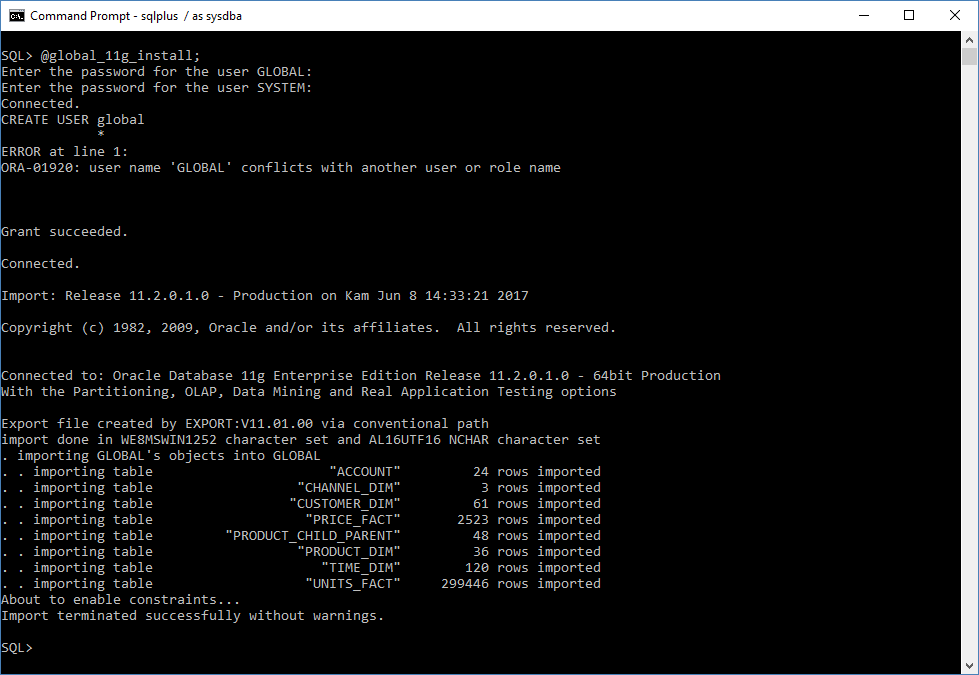 Command Prompt - sqlplus / as sysdba
SQL> @global_11g_install;
Enter the password for the user GLOBAL:
Enter the password for the user SYSTEM:
Connected.
CREATE USER global
*
ERROR at line 1:
ORA-01920: user name 'GLOBAL' conflicts with another user or role name
Grant succeeded.
Connected.
Import: Release 11.2.0.1.0 - Production on Kam Jun 8 14:33:21 2017
Copyright (c) 1982, 2009, Oracle and/or its affiliates.  All rights reserved.
Connected to: Oracle Database 11g Enterprise Edition Release 11.2.0.1.0 - 64bit Production
With the Partitioning, OLAP, Data Mining and Real Application Testing options
Export file created by EXPORT:V11.01.00 via conventional path
import done in WE8MSWIN1252 character set and AL16UTF16 NCHAR character set
. importing GLOBAL's objects into GLOBAL
. . importing table "ACCOUNT" 24 rows imported
. . importing table "CHANNEL_DIM" 3 rows imported
. . importing table "CUSTOMER_DIM" 61 rows imported
. . importing table "PRICE_FACT" 2523 rows imported
. . importing table "PRODUCT_CHILD_PARENT" 48 rows imported
. . importing table "PRODUCT_DIM" 36 rows imported
. . importing table "TIME_DIM" 120 rows imported
. . importing table "UNITS_FACT" 299446 rows imported
About to enable constraints...
Import terminated successfully without warnings.
SQL>